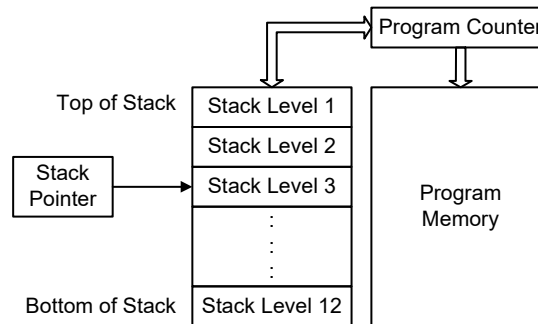 Program Counter
Top of Stack
Stack Level 1
Stack Level 2
Stack
Pointer
Stack Level 3
Program
Memory
:
:
:
Bottom of Stack
Stack Level 12